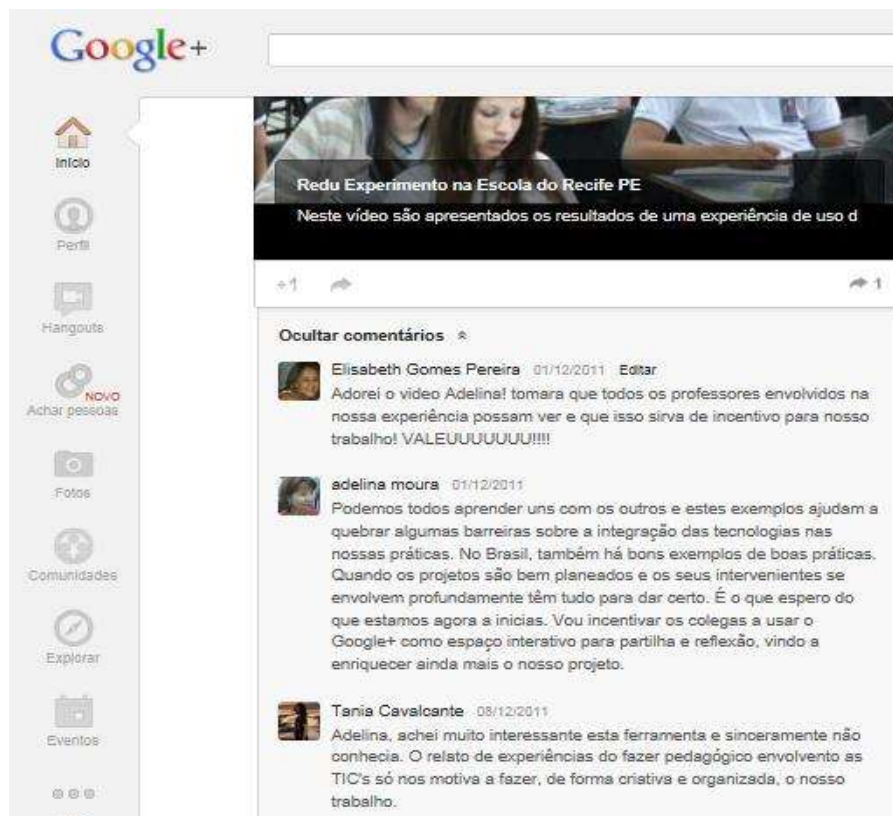 Google+
Início
Perfil
Hangouts
NOVO
Achar pessoas
Fotos
Comunidades
Explorar
Eventos
Redu Experimento na Escola do Recife PE
Neste vídeo são apresentados os resultados de uma experiência de uso d
+1
1
Ocultar comentários
Elisabeth Gomes Pereira 01/12/2011 Editar
Adorei o video Adelina! tomara que todos os professores envolvidos na
nossa experiência possam ver e que isso sirva de incentivo para nosso
trabalho! VALEUUUUUUU!!!!
adelina moura 01/12/2011
Podemos todos aprender uns com os outros e estes exemplos ajudam a
quebrar algumas barreiras sobre a integração das tecnologias nas
nossas práticas. No Brasil, também há bons exemplos de boas práticas.
Quando os projetos são bem planeados e os seus intervenientes se
envolvem profundamente têm tudo para dar certo. É o que espero do
que estamos agora a inicias. Vou incentivar os colegas a usar o
Google+ como espaço interativo para partilha e reflexão, vindo a
enriquecer ainda mais o nosso projeto.
Tania Cavalcante 08/12/2011
Adelina, achei muito interessante esta ferramenta e sinceramente não
conhecia. O relato de experiências do fazer pedagógico envolvento as
TIC's só nos motiva a fazer, de forma criativa e organizada, o nosso
trabalho.